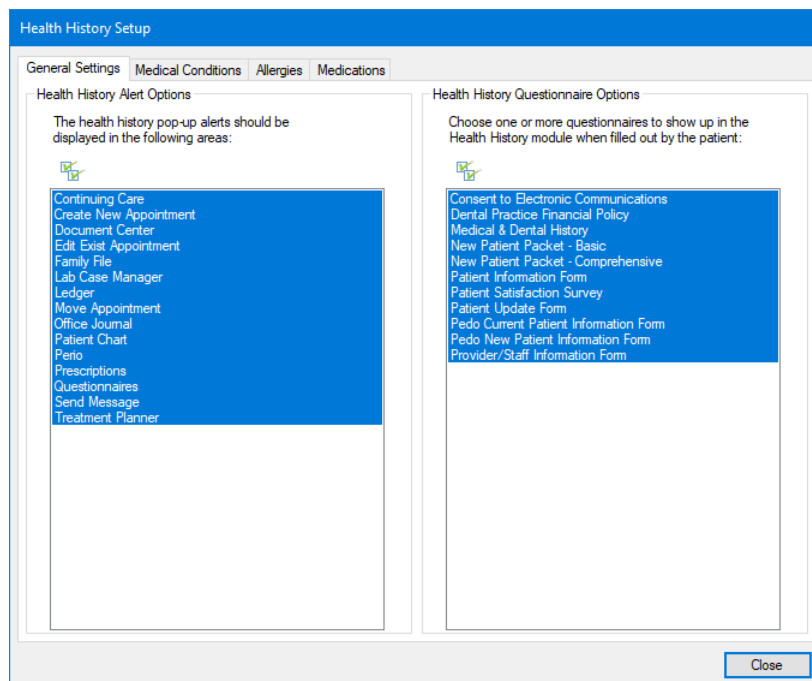 Health History Setup
General Settings Medical Conditions Allergies Medications
Health History Alert Options
The health history pop-up alerts should be
displayed in the following areas:
Continuing Care
Create New Appointment
Document Center
Edit Exist Appointment
Family File
Lab Case Manager
Ledger
Move Appointment
Office Journal
Patient Chart
Perio
Prescriptions
Questionnaires
Send Message
Treatment Planner
Health History Questionnaire Options
Choose one or more questionnaires to show up in the
Health History module when filled out by the patient:
Consent to Electronic Communications
Dental Practice Financial Policy
Medical & Dental History
New Patient Packet - Basic
New Patient Packet - Comprehensive
Patient Information Form
Patient Satisfaction Survey
Patient Update Form
Pedo Current Patient Information Form
Pedo New Patient Information Form
Provider/Staff Information Form
Close